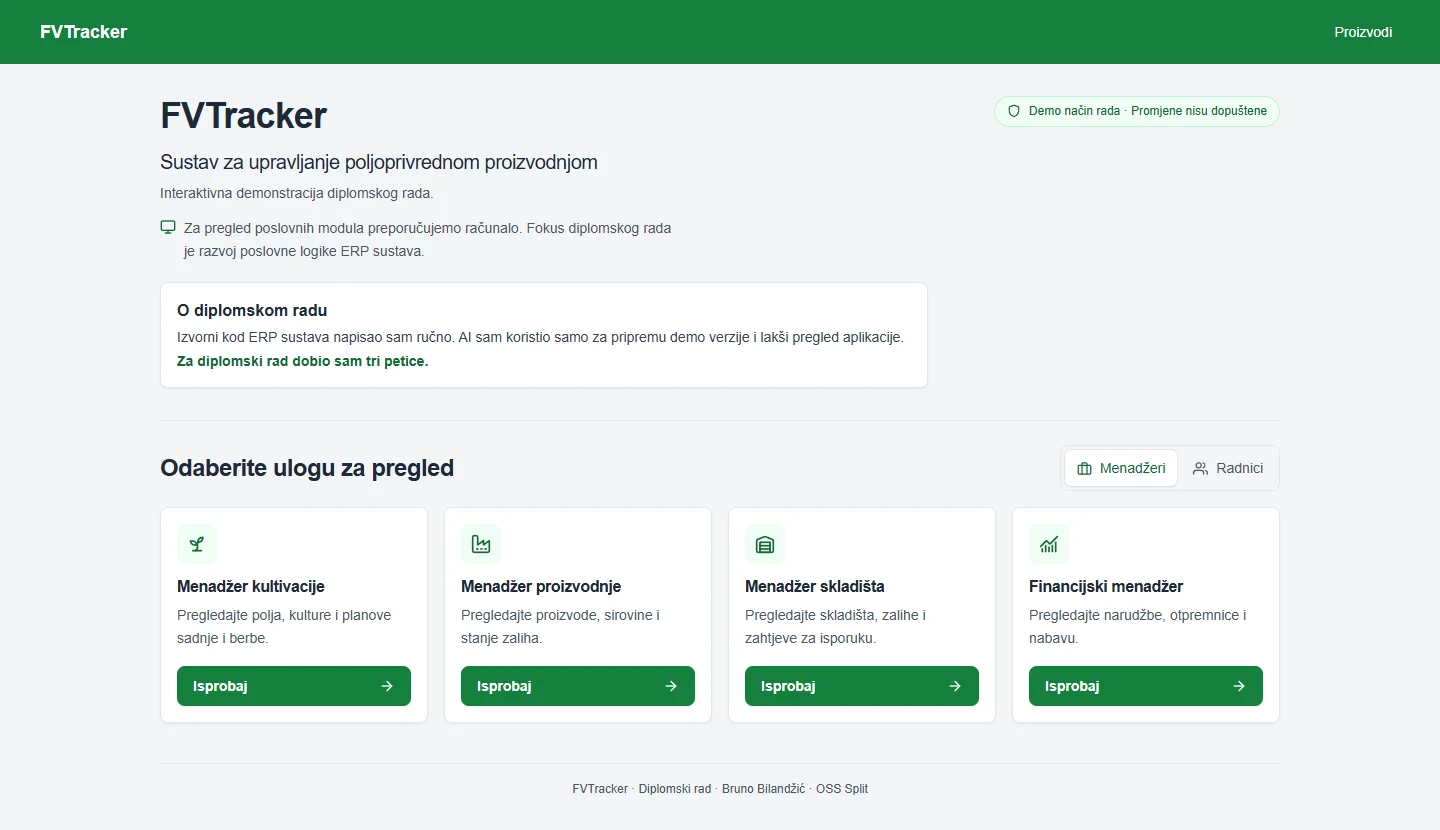 FVTracker
Proizvodi
FVTracker
Demo način rada · Promjene nisu dopuštene
Sustav za upravljanje poljoprivrednom proizvodnjom
Interaktivna demonstracija diplomskog rada.
Za pregled poslovnih modula preporučujemo računalo. Fokus diplomskog rada
je razvoj poslovne logike ERP sustava.
O diplomskom radu
Izvorni kod ERP sustava napisao sam ručno. AI sam koristio samo za pripremu demo verzije i lakši pregled aplikacije.
Za diplomski rad dobio sam tri petice.
Odaberite ulogu za pregled
Menadžeri
Radnici
Menadžer kultivacije
Pregledajte polja, kulture i planove
sadnje i berbe.
Isprobaj
Menadžer proizvodnje
Pregledajte proizvode, sirovine i
stanje zaliha.
Isprobaj
Menadžer skladišta
Pregledajte skladišta, zalihe i
zahtjeve za isporuku.
Isprobaj
Financijski menadžer
Pregledajte narudžbe, otpremnice i
nabavu.
Isprobaj
FVTracker · Diplomski rad · Bruno Bilandžić · OSS Split